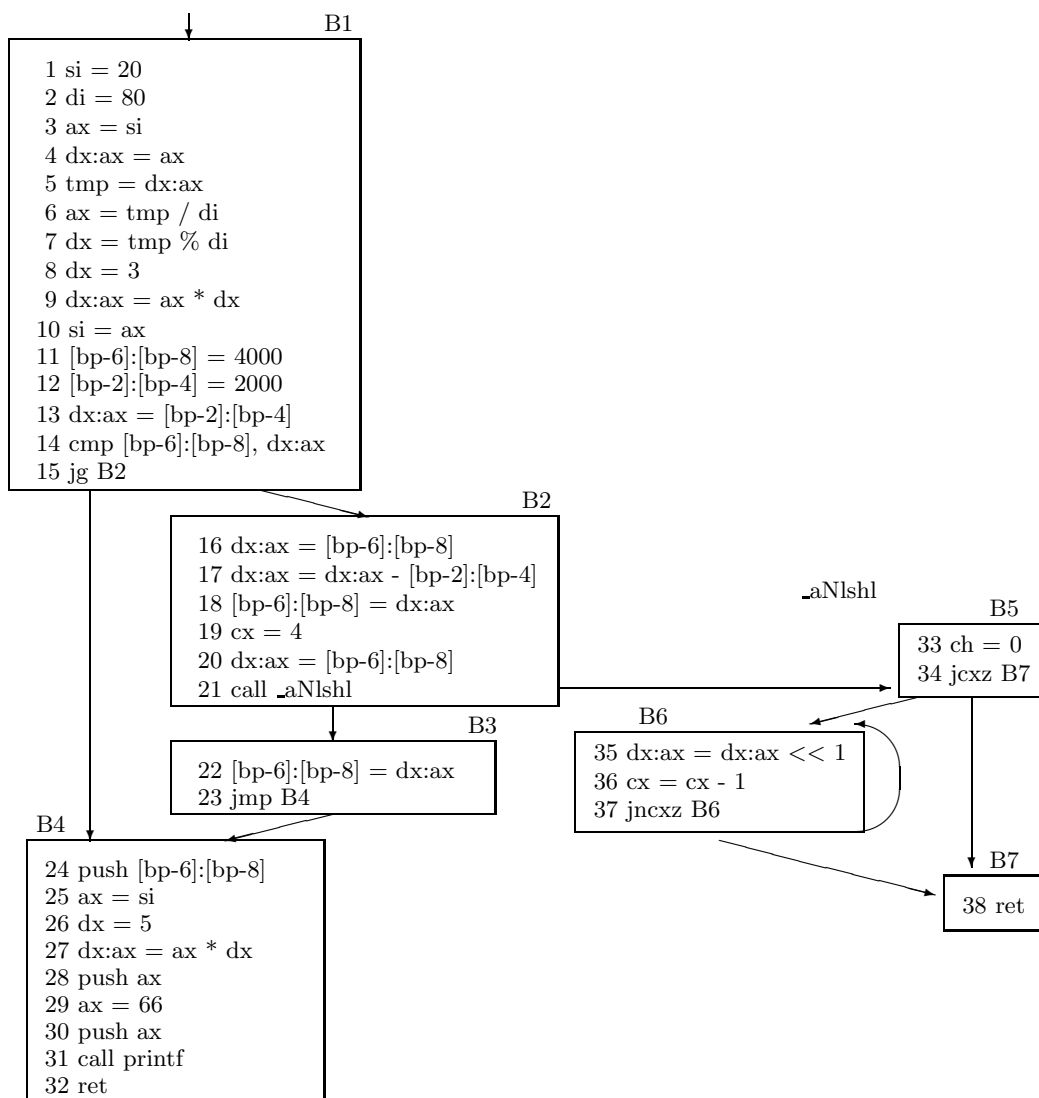 B1
1 si = 20
2 di = 80
3 ax = si
4 dx:ax = ax
5 tmp = dx:ax
6 ax = tmp / di
7 dx = tmp % di
8 dx = 3
9 dx:ax = ax * dx
10 si = ax
11 [bp-6]:[bp-8] = 4000
12 [bp-2]:[bp-4] = 2000
13 dx:ax = [bp-2]:[bp-4]
14 cmp [bp-6]:[bp-8], dx:ax
15 jg B2
B2
16 dx:ax = [bp-6]:[bp-8]
17 dx:ax = dx:ax - [bp-2]:[bp-4]
18 [bp-6]:[bp-8] = dx:ax
19 cx = 4
20 dx:ax = [bp-6]:[bp-8]
21 call _aNlshl
B3
22 [bp-6]:[bp-8] = dx:ax
23 jmp B4
B4
24 push [bp-6]:[bp-8]
25 ax = si
26 dx = 5
27 dx:ax = ax * dx
28 push ax
29 ax = 66
30 push ax
31 call printf
32 ret
_aNlshl
B5
33 ch = 0
34 jcxz B7
B6
35 dx:ax = dx:ax << 1
36 cx = cx - 1
37 jncxz B6
B7
38 ret